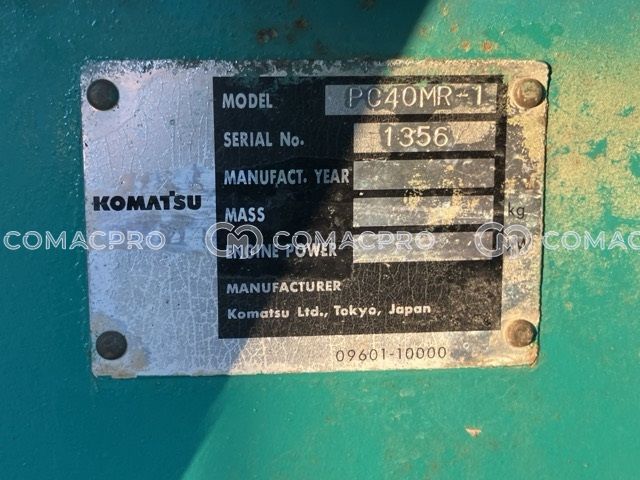 MODEL PC40MR-1
SERIAL No. 1356
MANUFACT. YEAR
KOMATSU
MASS kg
COMACPRO COMACPRO COMACPRO
ENGINE POWER
MANUFACTURER
Komatsu Ltd., Tokyo, Japan
09601-10000